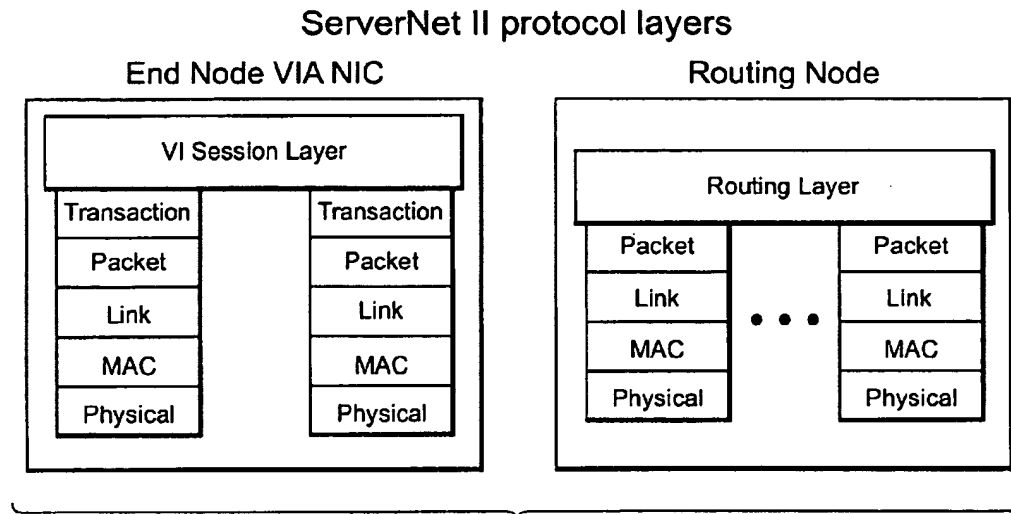 ServerNet II protocol layers
End Node VIA NIC
VI Session Layer
Transaction Transaction
Packet Packet
Link Link
MAC MAC
Physical Physical
Routing Node
Routing Layer
Packet Packet
Link Link
MAC MAC
Physical Physical